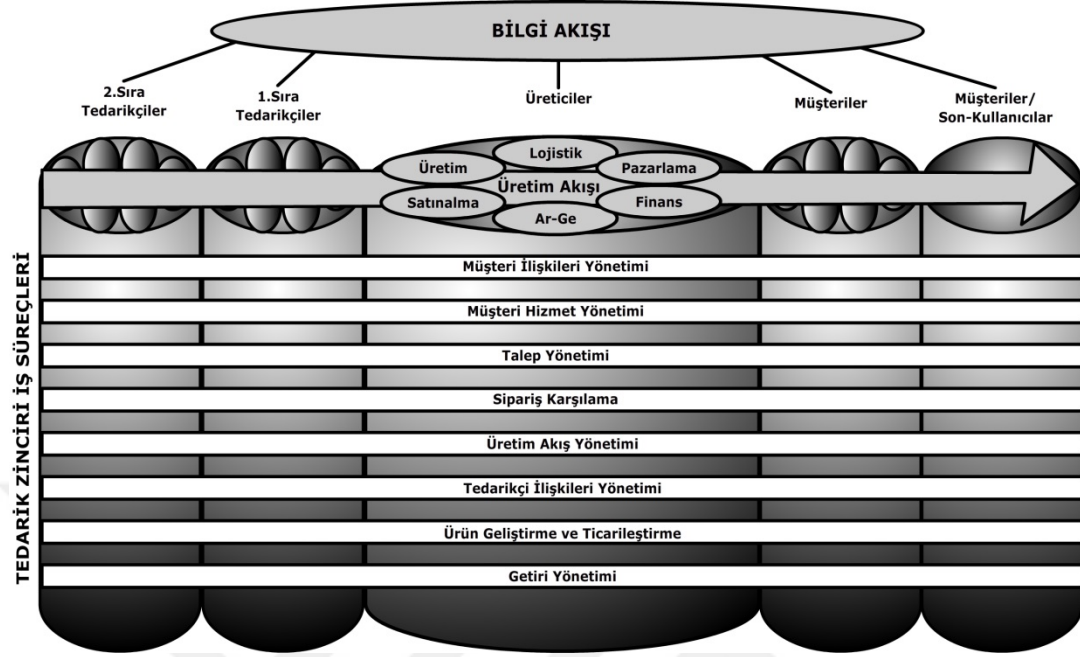 BİLGİ AKIŞI
2.Sıra
Tedarikçiler
1.Sıra
Tedarikçiler
Üreticiler
Müşteriler
Müşteriler/
Son-Kullanıcılar
Lojistik
Üretim
Pazarlama
Üretim Akışı
Satınalma
Finans
Ar-Ge
TEDARİK ZİNCİRİ İŞ SÜREÇLERİ
Müşteri İlişkileri Yönetimi
Müşteri Hizmet Yönetimi
Talep Yönetimi
Sipariş Karşılama
Üretim Akış Yönetimi
Tedarikçi İlişkileri Yönetimi
Ürün Geliştirme ve Ticarileştirme
Getiri Yönetimi